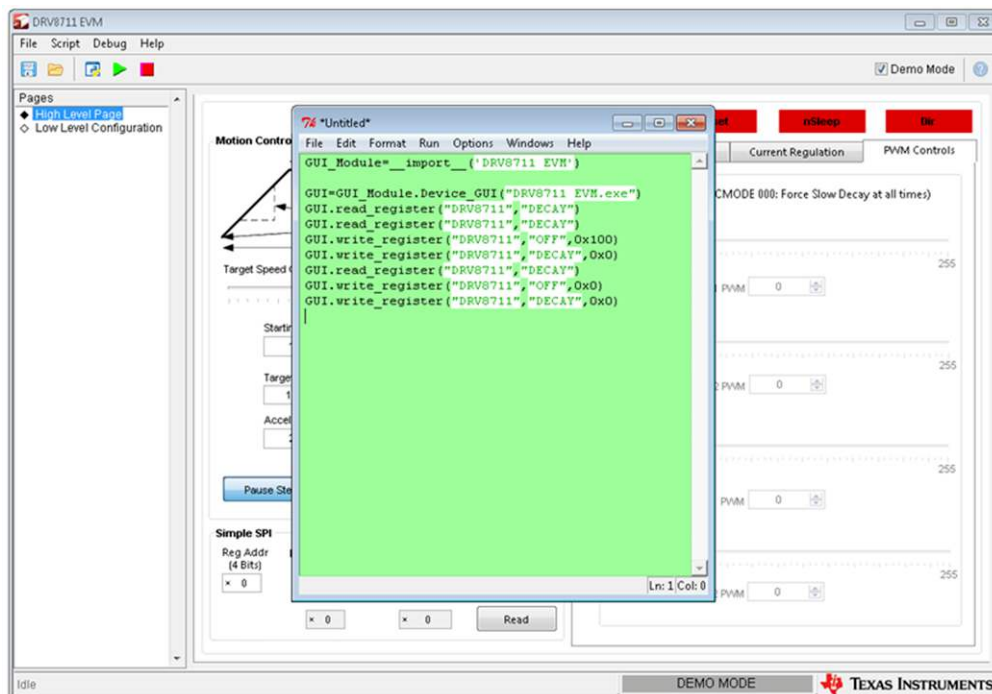 DRV8711 EVM
File Script Debug Help
Demo Mode
Pages
High Level Page
Low Level Configuration
nSleep
Dir
Motion Contro
Current Regulation
PWM Controls
*Untitled*
File Edit Format Run Options Windows Help
GUI_Module=__import__('DRV8711 EVM')
GUI=GUI_Module.Device_GUI("DRV8711 EVM.exe")
GUI.read_register("DRV8711","DECAY")
GUI.read_register("DRV8711","DECAY")
GUI.write_register("DRV8711","OFF",0x100)
GUI.write_register("DRV8711","DECAY",0x0)
GUI.read_register("DRV8711","DECAY")
GUI.write_register("DRV8711","OFF",0x0)
GUI.write_register("DRV8711","DECAY",0x0)
Ln: 1 Col: 0
CMODE 000: Force Slow Decay at all times)
255
PWM 0
255
2 PWM 0
255
PWM 0
255
PWM 0
Target Speed
Startin
Targe
1
Accel
Pause Ste
Simple SPI
Reg Addr
(4 Bits)
x 0
x 0 x 0 Read
Idle
DEMO MODE
TEXAS INSTRUMENTS